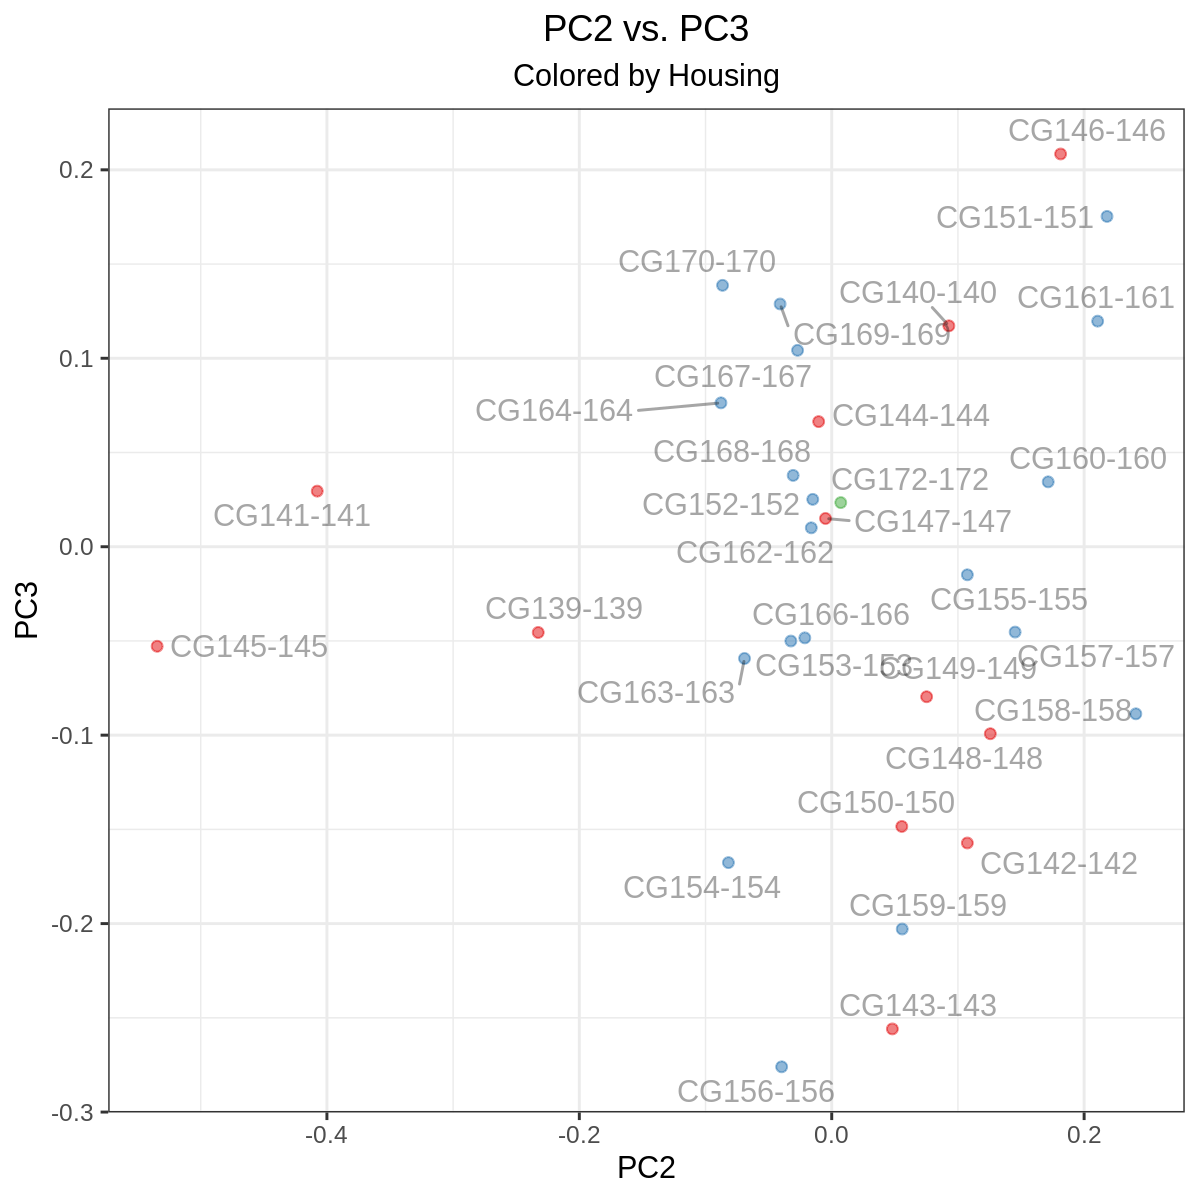 PC2 vs. PC3
Colored by Housing
CG146-146
CG151-151
CG170-170
CG140-140
CG161-161
CG169-169
CG167-167
CG164-164
CG144-144
CG168-168
CG160-160
CG172-172
CG152-152
CG141-141
CG147-147
CG162-162
CG155-155
CG139-139
CG166-166
CG145-145
CG157-157
CG153-153
CG149-149
CG163-163
CG158-158
CG148-148
CG150-150
CG142-142
CG154-154
CG159-159
CG143-143
CG156-156
0.2
0.1
0.0
-0.1
-0.2
-0.3
PC3
-0.4
-0.2
0.0
0.2
PC2